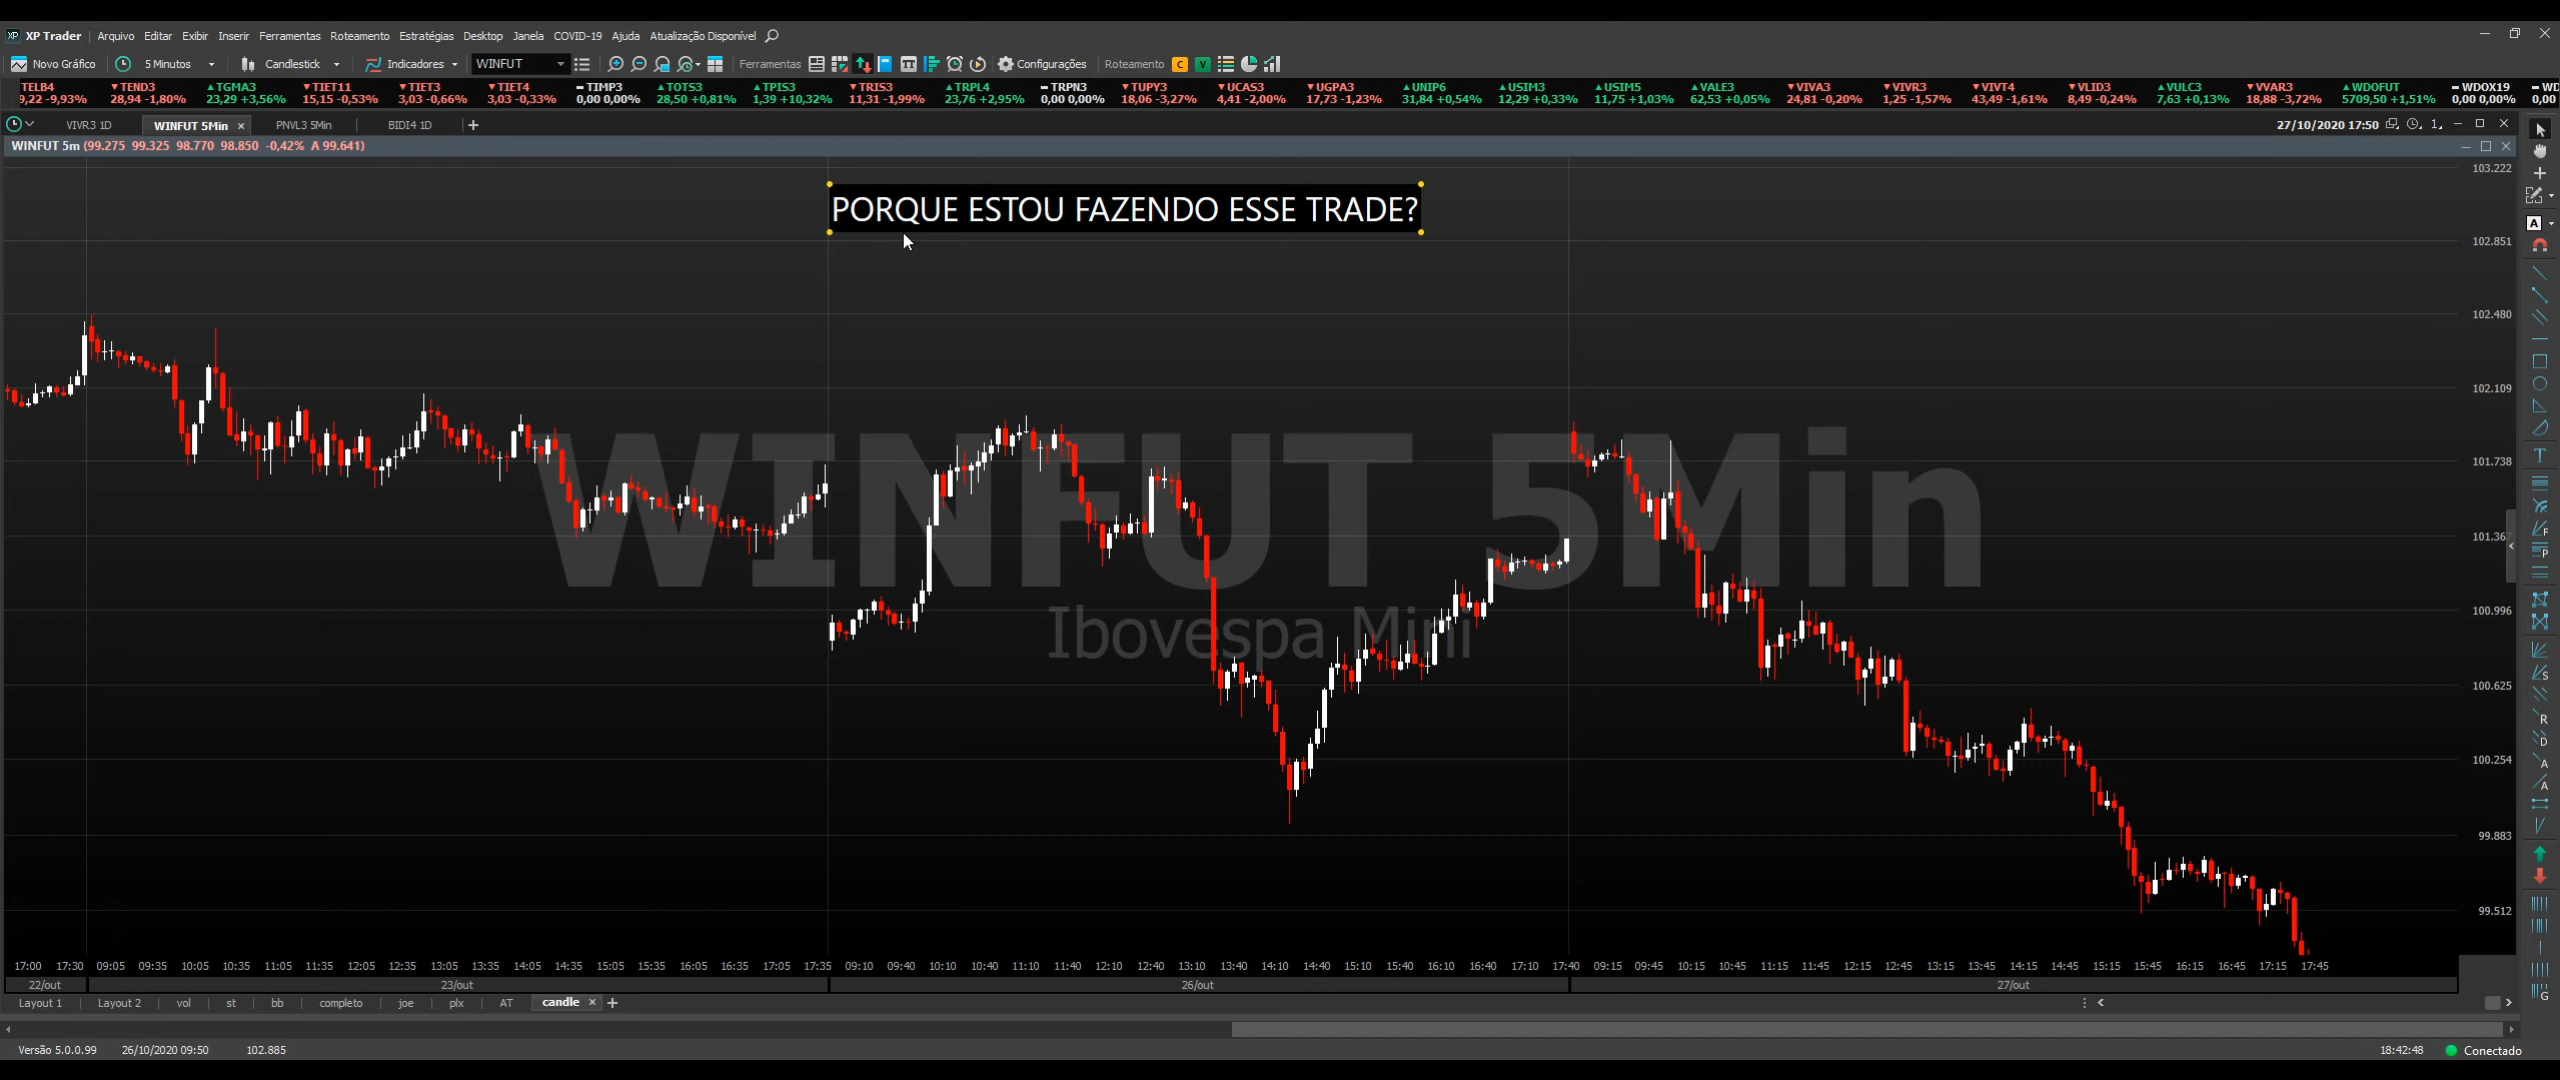 XP Trader Arquivo Editar Exibir Inserir Ferramentas Roteamento Estratégias Desktop Janela COVID-19 Ajuda Atualização Disponível
Novo Gráfico 5 Minutos Candlestick Indicadores WINFUT Ferramentas Configurações Roteamento C V
TELB4 TEND3 TGMA3 TIET11 TIET3 TIET4 TIMP3 TOTS3 TPIS3 TRIS3 TRPL4 TRPN3 TUPY3 UCAS3 UGPA3 UNIP6 USIM3 USIM5 VALE3 VIVA3 VIVR3 VIVT4 VLID3 VULC3 VVAR3 WDOFUT WDOX19 WD
9,22 -9,93% 28,94 -1,80% 23,29 +3,56% 15,15 -0,53% 3,03 -0,66% 3,03 -0,33% 0,00 0,00% 28,50 +0,81% 1,39 +10,32% 11,31 -1,99% 23,76 +2,95% 0,00 0,00% 18,06 -3,27% 4,41 -2,00% 17,73 -1,23% 31,84 +0,54% 12,29 +0,33% 11,75 +1,03% 62,53 +0,05% 24,81 -0,20% 1,25 -1,57% 43,49 -1,61% 8,49 -0,24% 7,63 +0,13% 18,88 -3,72% 5709,50 +1,51% 0,00 0,00% 0,00
VIVR3 1D WINFUT 5Min PNVL3 5Min BIDI4 1D 27/10/2020 17:50 1
WINFUT 5m (99.275 99.325 98.770 98.850 -0,42% A 99.641)
103.222
PORQUE ESTOU FAZENDO ESSE TRADE?
102.851
102.480
102.109
101.738
WINFUT 5Min
101.367
100.996
Ibovespa Mini
100.625
100.254
99.883
99.512
17:00 17:30 09:05 09:35 10:05 10:35 11:05 11:35 12:05 12:35 13:05 13:35 14:05 14:35 15:05 15:35 16:05 16:35 17:05 17:35 09:10 09:40 10:10 10:40 11:10 11:40 12:10 12:40 13:10 13:40 14:10 14:40 15:10 15:40 16:10 16:40 17:10 17:40 09:15 09:45 10:15 10:45 11:15 11:45 12:15 12:45 13:15 13:45 14:15 14:45 15:15 15:45 16:15 16:45 17:15 17:45
22/out 23/out 26/out 27/out
Layout 1 Layout 2 vol st bb completo joe plx AT candle
Versão 5.0.0.99 26/10/2020 09:50 102.885 18:42:48 Conectado